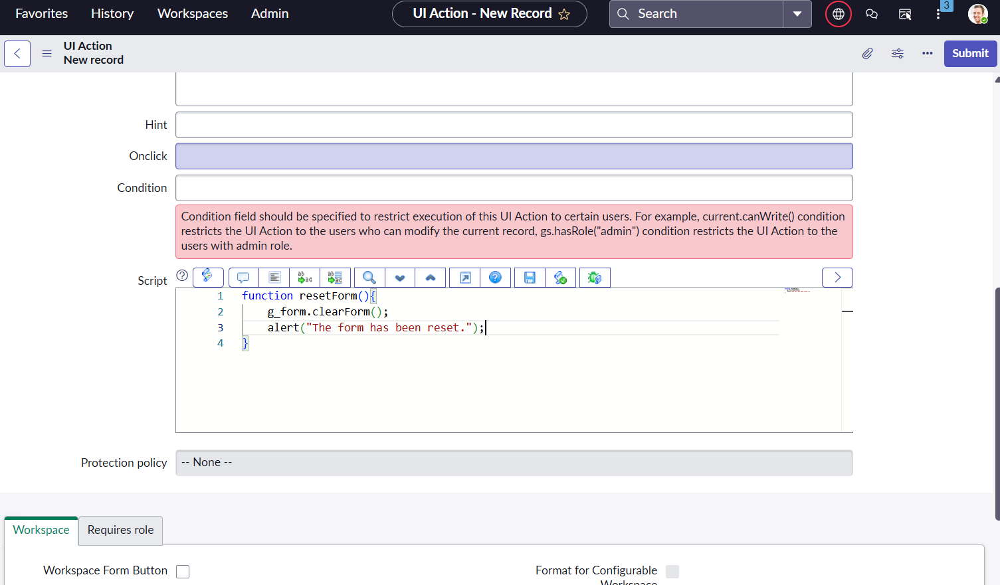 Favorites History Workspaces Admin UI Action - New Record Search 3
UI Action
New record
Submit
Hint
Onclick
Condition
Condition field should be specified to restrict execution of this UI Action to certain users. For example, current.canWrite() condition
restricts the UI Action to the users who can modify the current record, gs.hasRole("admin") condition restricts the UI Action to the
users with admin role.
Script
1 function resetForm(){
2 g_form.clearForm();
3 alert("The form has been reset.");
4 }
Protection policy -- None --
Workspace Requires role
Workspace Form Button Format for Configurable
Workspace